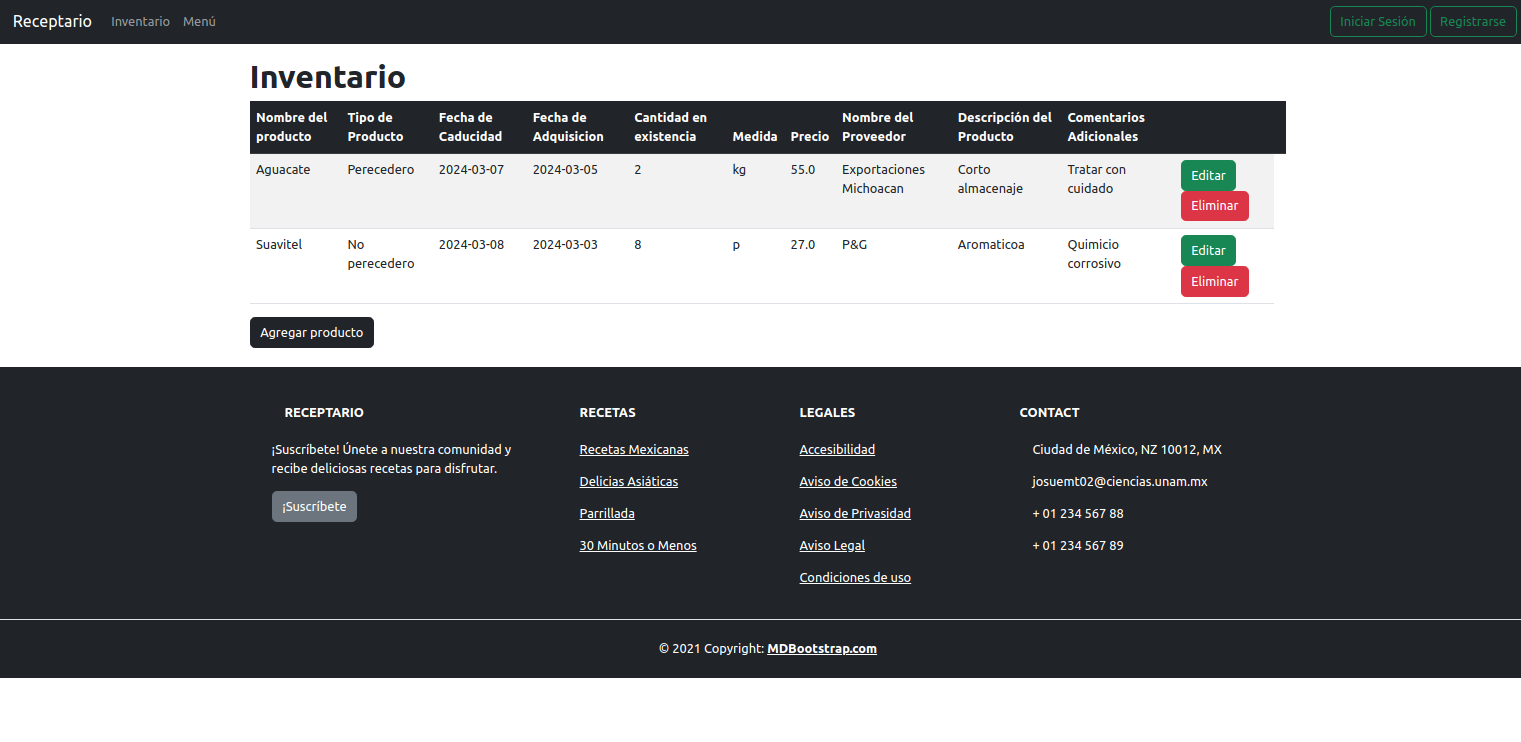 Receptario Inventario Menú Iniciar Sesión Registrarse
Inventario
Nombre del producto Tipo de Producto Fecha de Caducidad Fecha de Adquisicion Cantidad en existencia Medida Precio Nombre del Proveedor Descripción del Producto Comentarios Adicionales
Aguacate Perecedero 2024-03-07 2024-03-05 2 kg 55.0 Exportaciones Michoacan Corto almacenaje Tratar con cuidado Editar
Eliminar
Suavitel No perecedero 2024-03-08 2024-03-03 8 p 27.0 P&G Aromaticoa Quimicio corrosivo Editar
Eliminar
Agregar producto
RECEPTARIO
¡Suscríbete! Únete a nuestra comunidad y
recibe deliciosas recetas para disfrutar.
¡Suscríbete
RECETAS
Recetas Mexicanas
Delicias Asiáticas
Parrillada
30 Minutos o Menos
LEGALES
Accesibilidad
Aviso de Cookies
Aviso de Privasidad
Aviso Legal
Condiciones de uso
CONTACT
Ciudad de México, NZ 10012, MX
josuemt02@ciencias.unam.mx
+ 01 234 567 88
+ 01 234 567 89
© 2021 Copyright: MDBootstrap.com